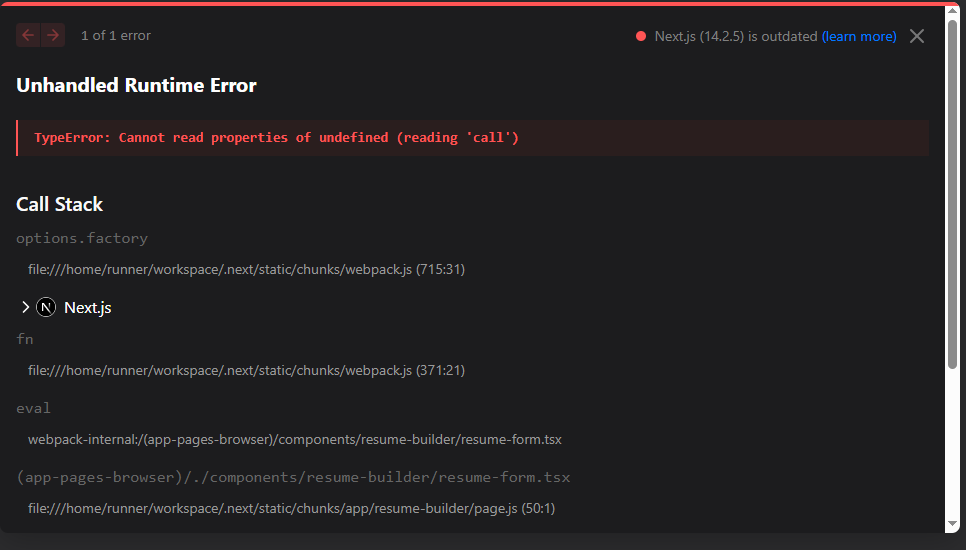 1 of 1 error
Next.js (14.2.5) is outdated (learn more)
Unhandled Runtime Error
TypeError: Cannot read properties of undefined (reading 'call')
Call Stack
options.factory
file:///home/runner/workspace/.next/static/chunks/webpack.js (715:31)
N Next.js
fn
file:///home/runner/workspace/.next/static/chunks/webpack.js (371:21)
eval
webpack-internal:/(app-pages-browser)/components/resume-builder/resume-form.tsx
(app-pages-browser)/./components/resume-builder/resume-form.tsx
file:///home/runner/workspace/.next/static/chunks/app/resume-builder/page.js (50:1)